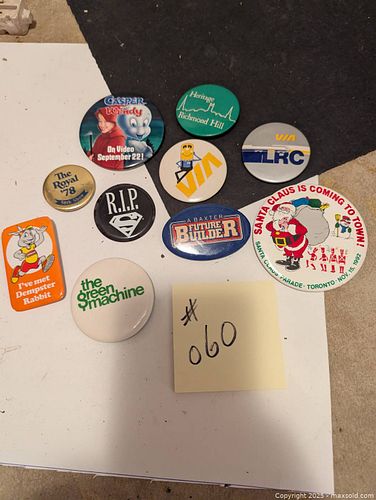 CASPER
Meets
Wendy
On Video
September 22!
Heritage
Richmond Hill
VIA
VIA
LRC
The
Royal
'78
R.I.P.
S
A BAXTER
FUTURE
BUILDER
SANTA CLAUS IS COMING TO TOWN!
SANTA CLAUS PARADE · TORONTO · NOV. 15, 1992
I've met
Dempster
Rabbit
the
green
machine
#
060
© Copyright 2025 - maxsold.com